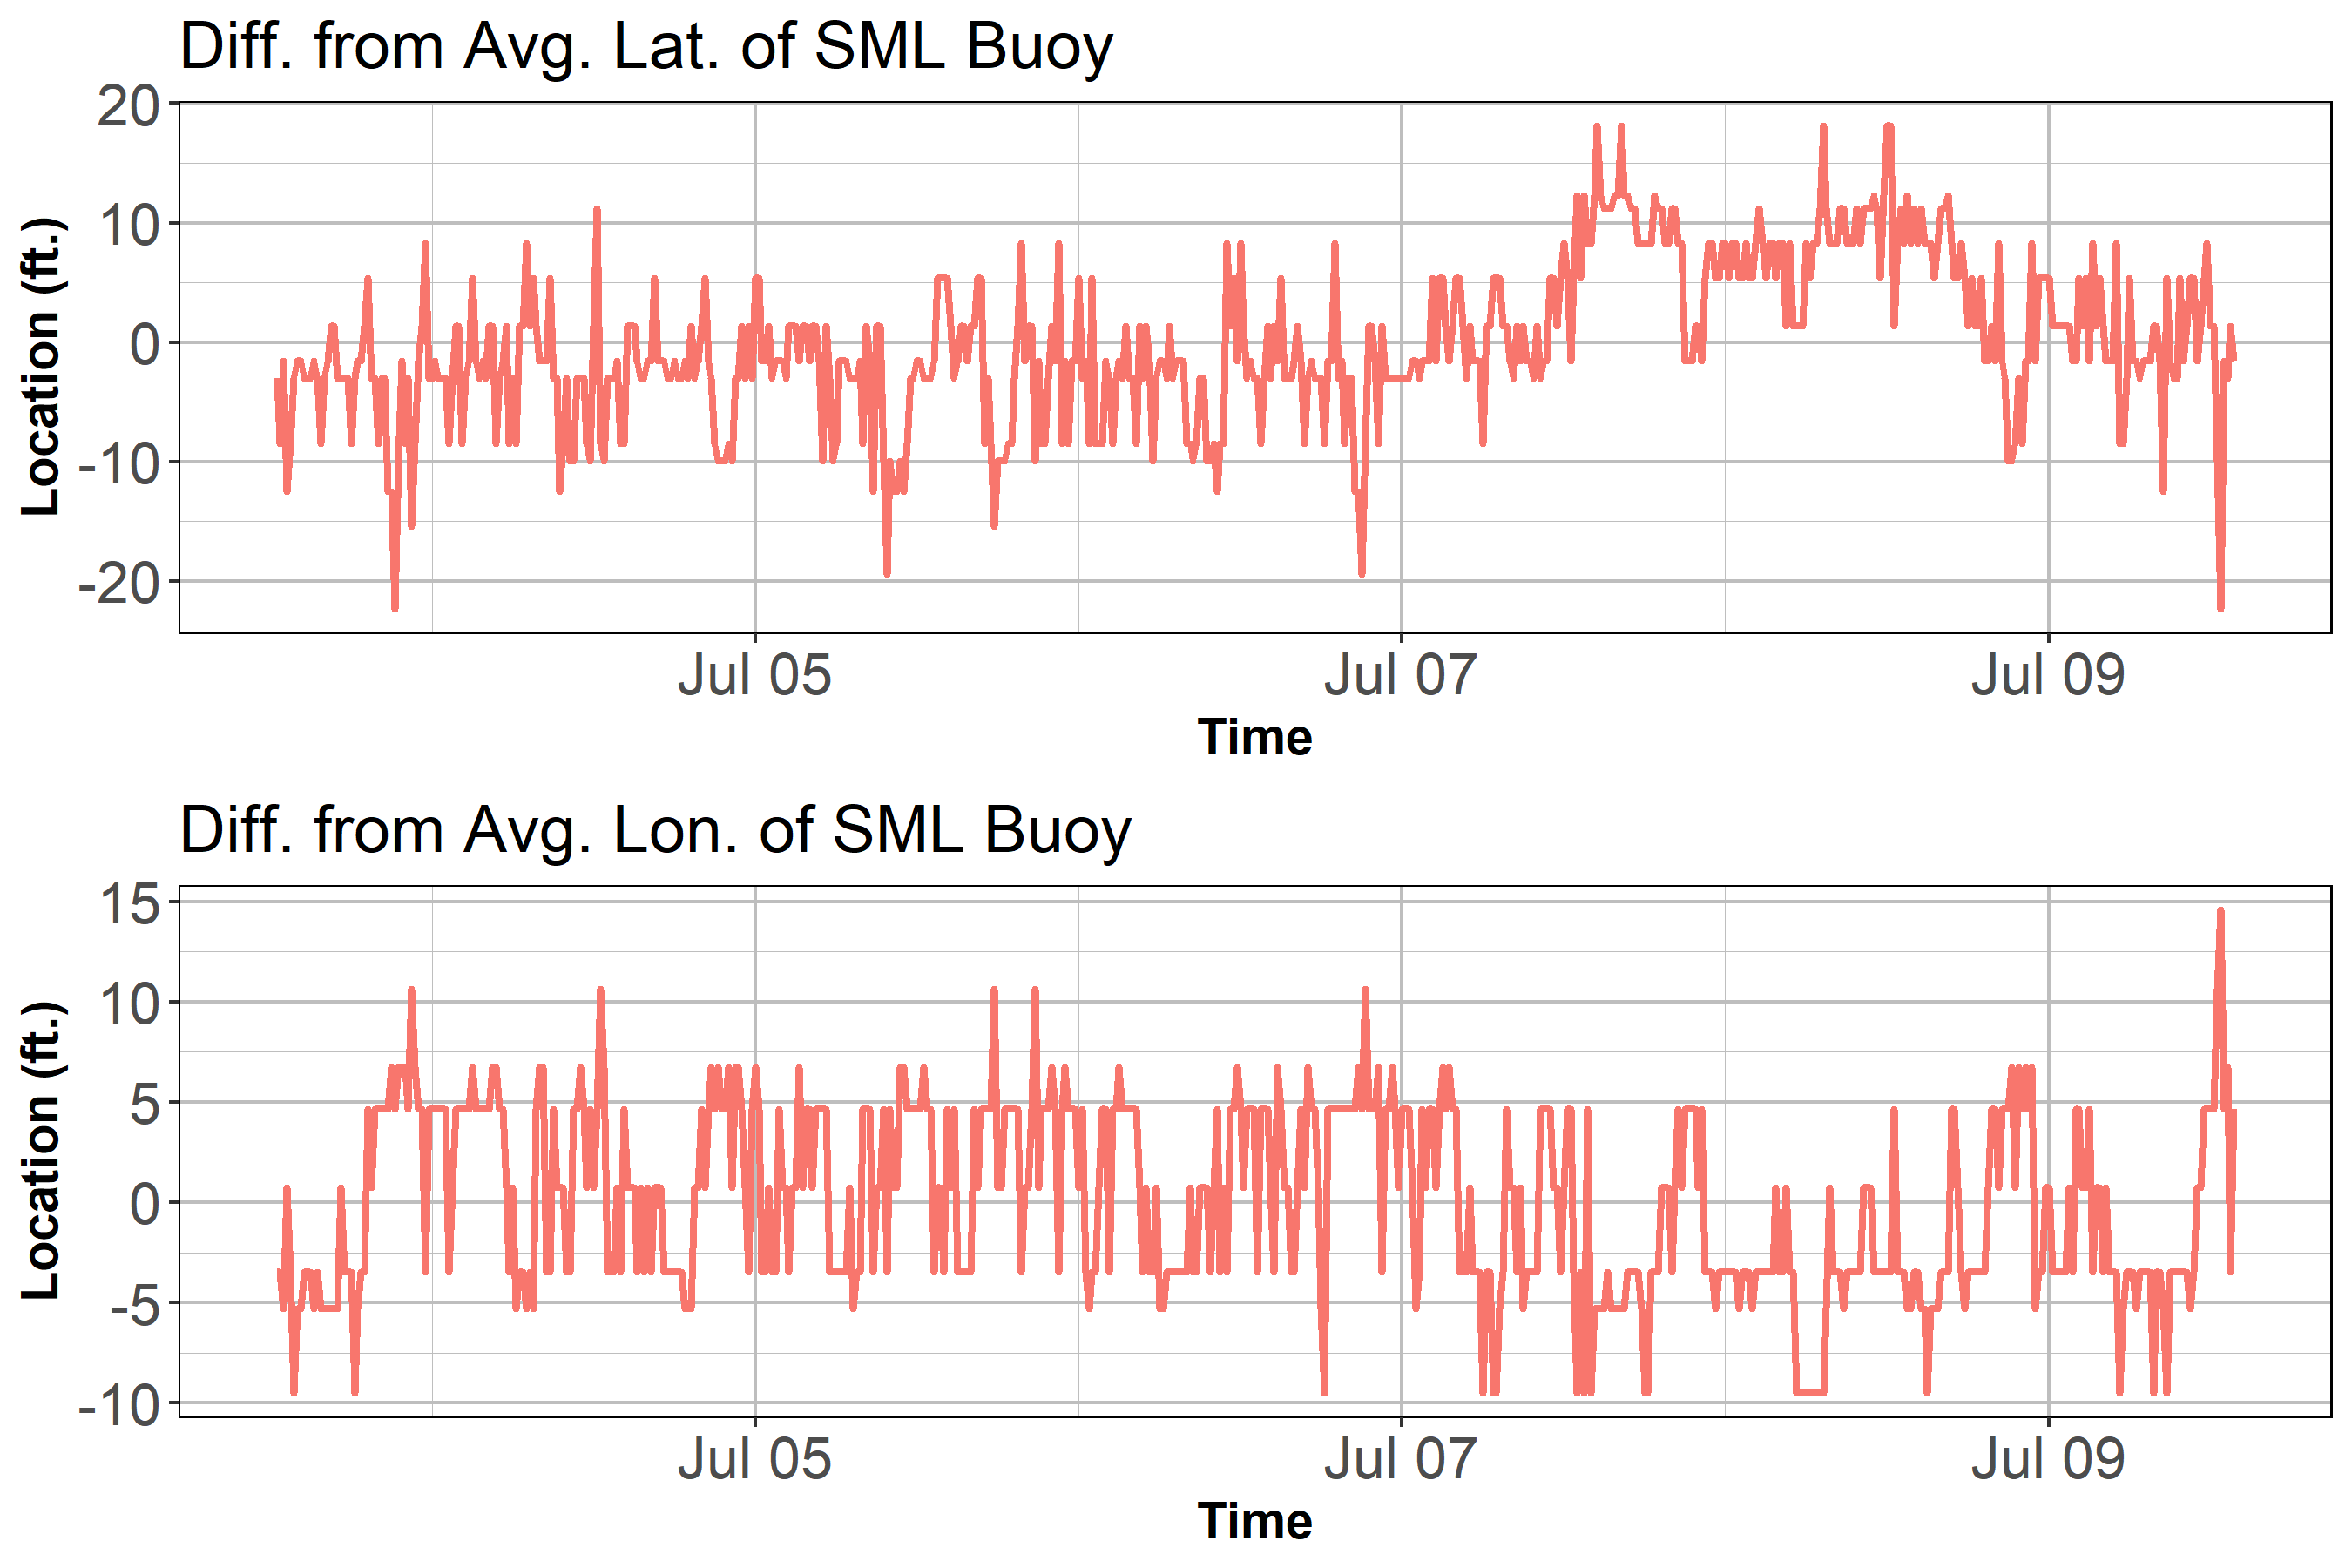 Diff. from Avg. Lat. of SML Buoy
20
10
0
-10
-20
Location (ft.)
Jul 05 Jul 07 Jul 09
Time
Diff. from Avg. Lon. of SML Buoy
15
10
5
0
-5
-10
Location (ft.)
Jul 05 Jul 07 Jul 09
Time